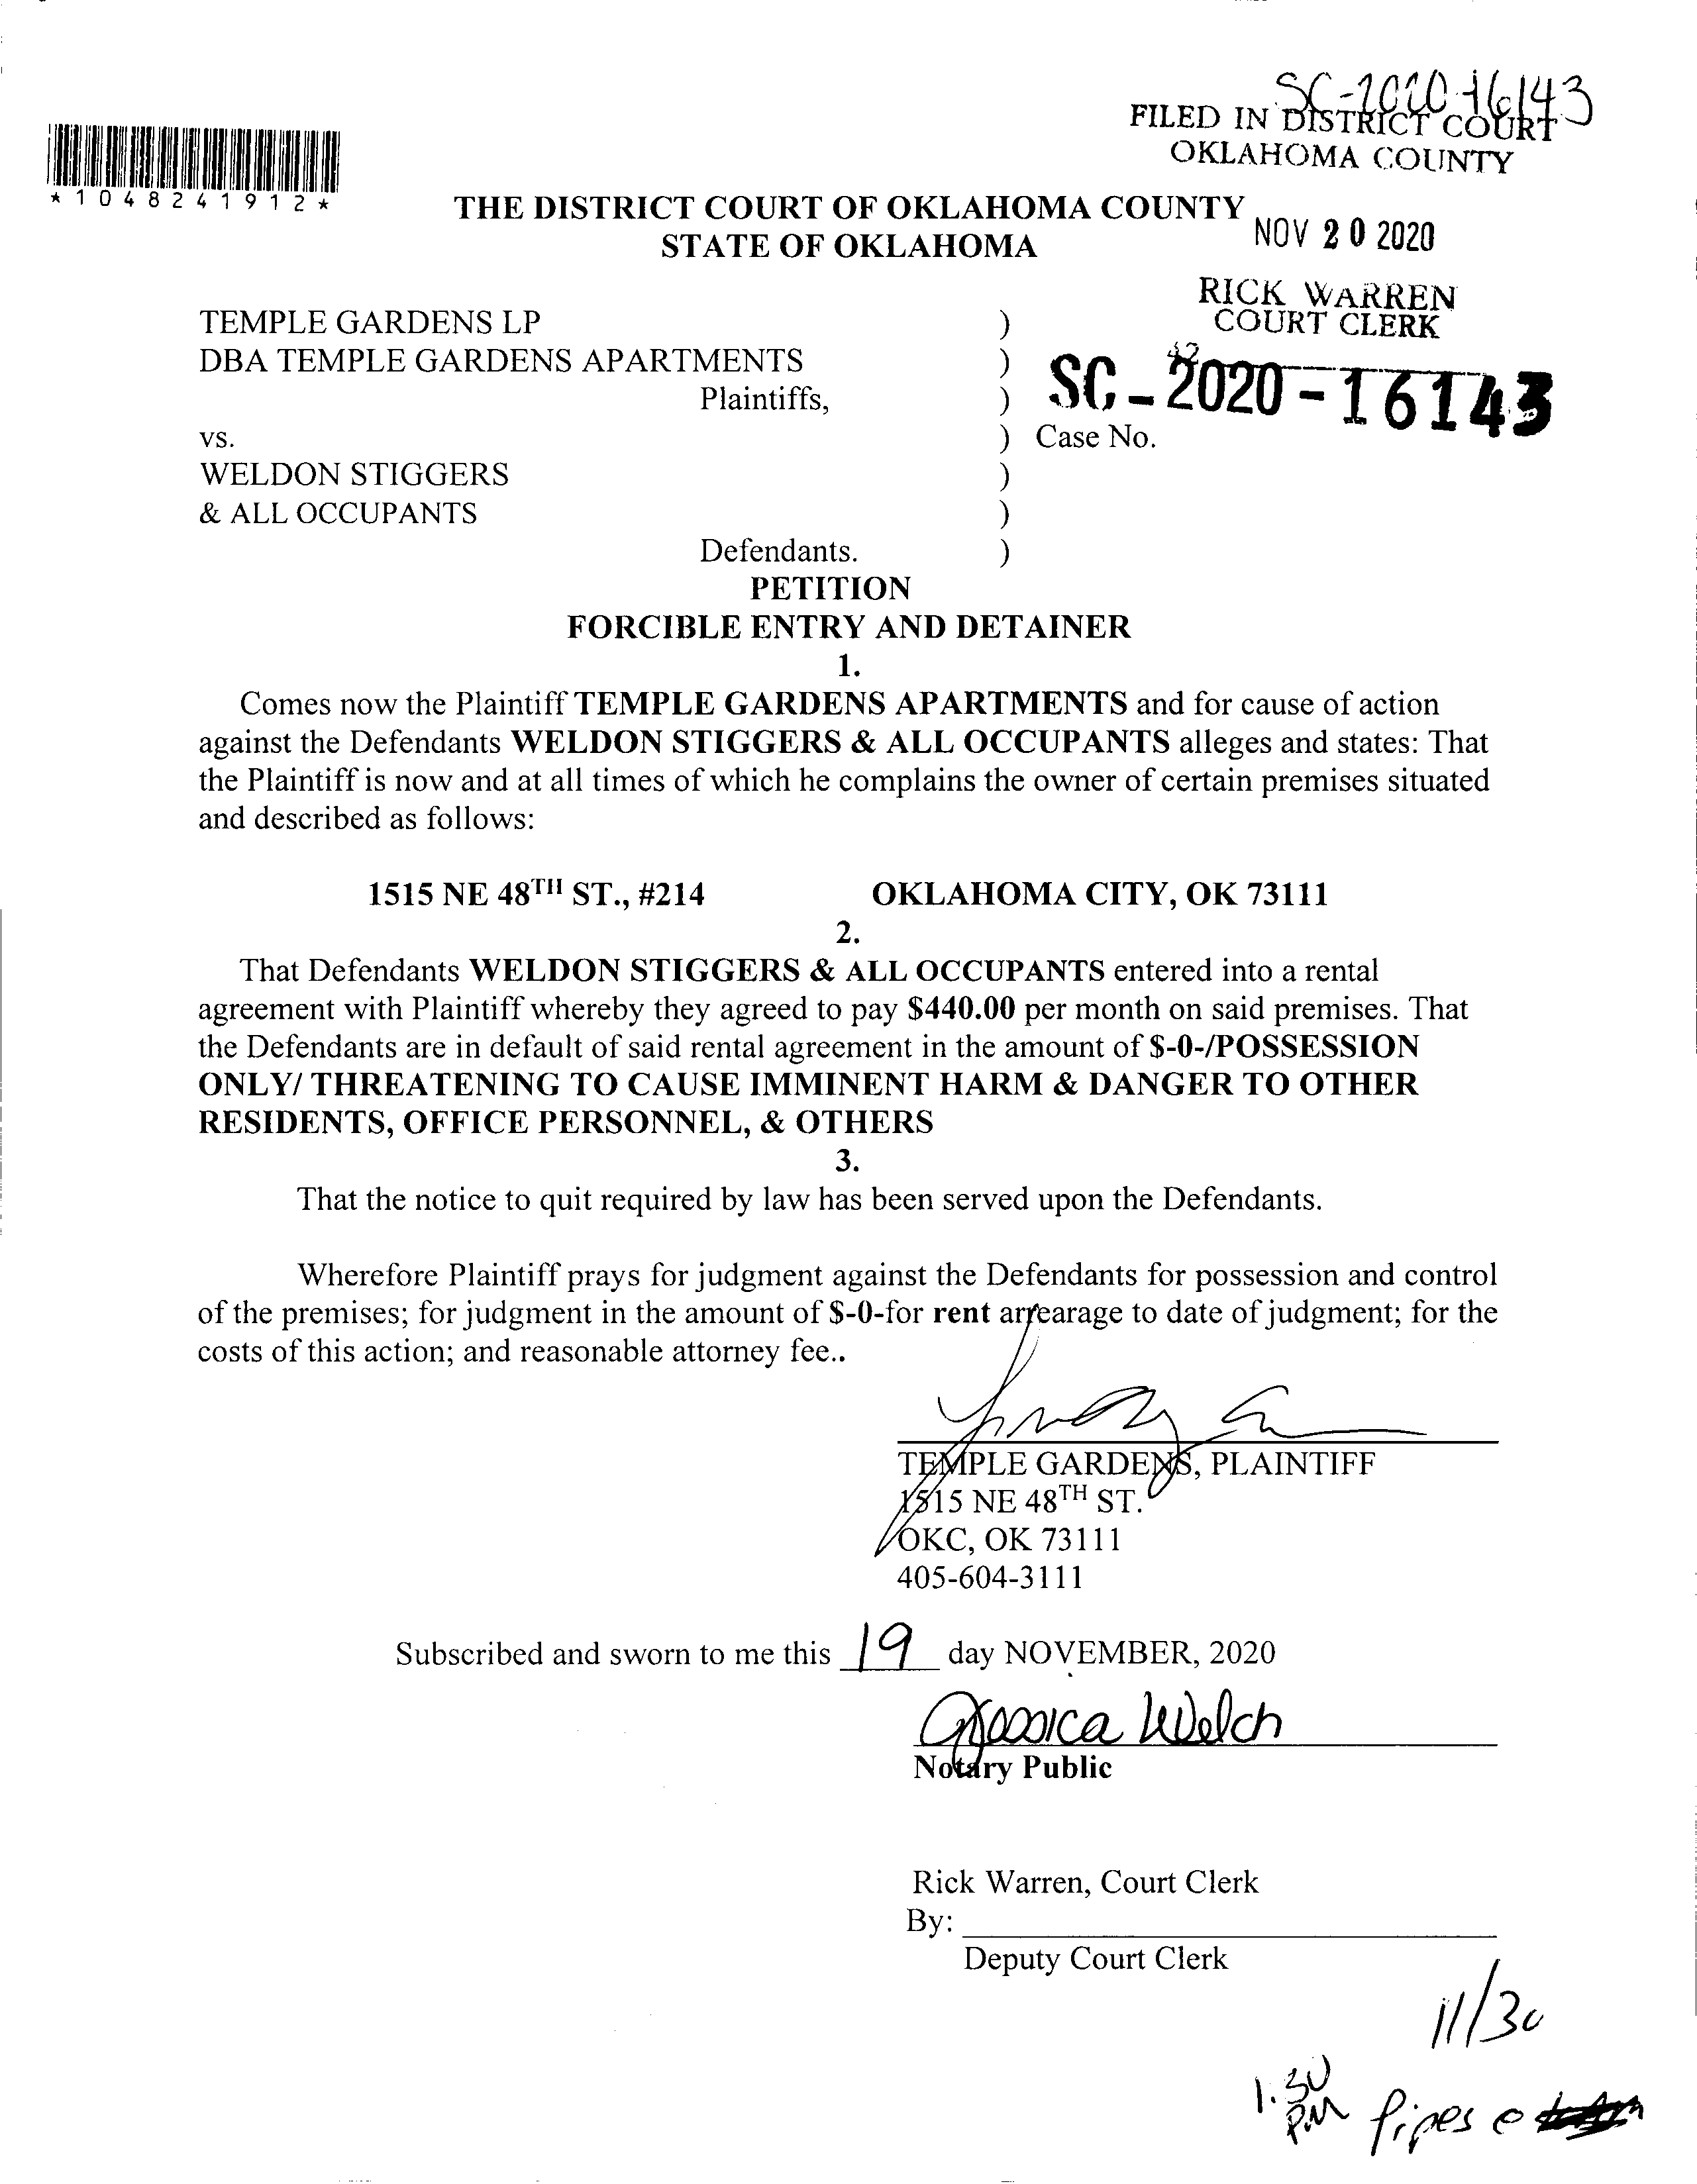 SC-2020-16143
FILED IN DISTRICT COURT
OKLAHOMA COUNTY
*1048241912*
THE DISTRICT COURT OF OKLAHOMA COUNTY
STATE OF OKLAHOMA
NOV 20 2020
RICK WARREN
COURT CLERK
42
TEMPLE GARDENS LP )
DBA TEMPLE GARDENS APARTMENTS )
Plaintiffs, ) SC-2020-16143
vs. ) Case No.
WELDON STIGGERS )
& ALL OCCUPANTS )
Defendants. )
PETITION
FORCIBLE ENTRY AND DETAINER
1.
Comes now the Plaintiff TEMPLE GARDENS APARTMENTS and for cause of action
against the Defendants WELDON STIGGERS & ALL OCCUPANTS alleges and states: That
the Plaintiff is now and at all times of which he complains the owner of certain premises situated
and described as follows:
1515 NE 48TH ST., #214 OKLAHOMA CITY, OK 73111
2.
That Defendants WELDON STIGGERS & ALL OCCUPANTS entered into a rental
agreement with Plaintiff whereby they agreed to pay $440.00 per month on said premises. That
the Defendants are in default of said rental agreement in the amount of $-0-/POSSESSION
ONLY/ THREATENING TO CAUSE IMMINENT HARM & DANGER TO OTHER
RESIDENTS, OFFICE PERSONNEL, & OTHERS
3.
That the notice to quit required by law has been served upon the Defendants.
Wherefore Plaintiff prays for judgment against the Defendants for possession and control
of the premises; for judgment in the amount of $-0-for rent arrearage to date of judgment; for the
costs of this action; and reasonable attorney fee..
TEMPLE GARDENS, PLAINTIFF
1515 NE 48TH ST.
OKC, OK 73111
405-604-3111
Subscribed and sworn to me this 19 day NOVEMBER, 2020
Jessica Welch
Notary Public
Rick Warren, Court Clerk
By:
Deputy Court Clerk
11/30
1:30
PM Pipes